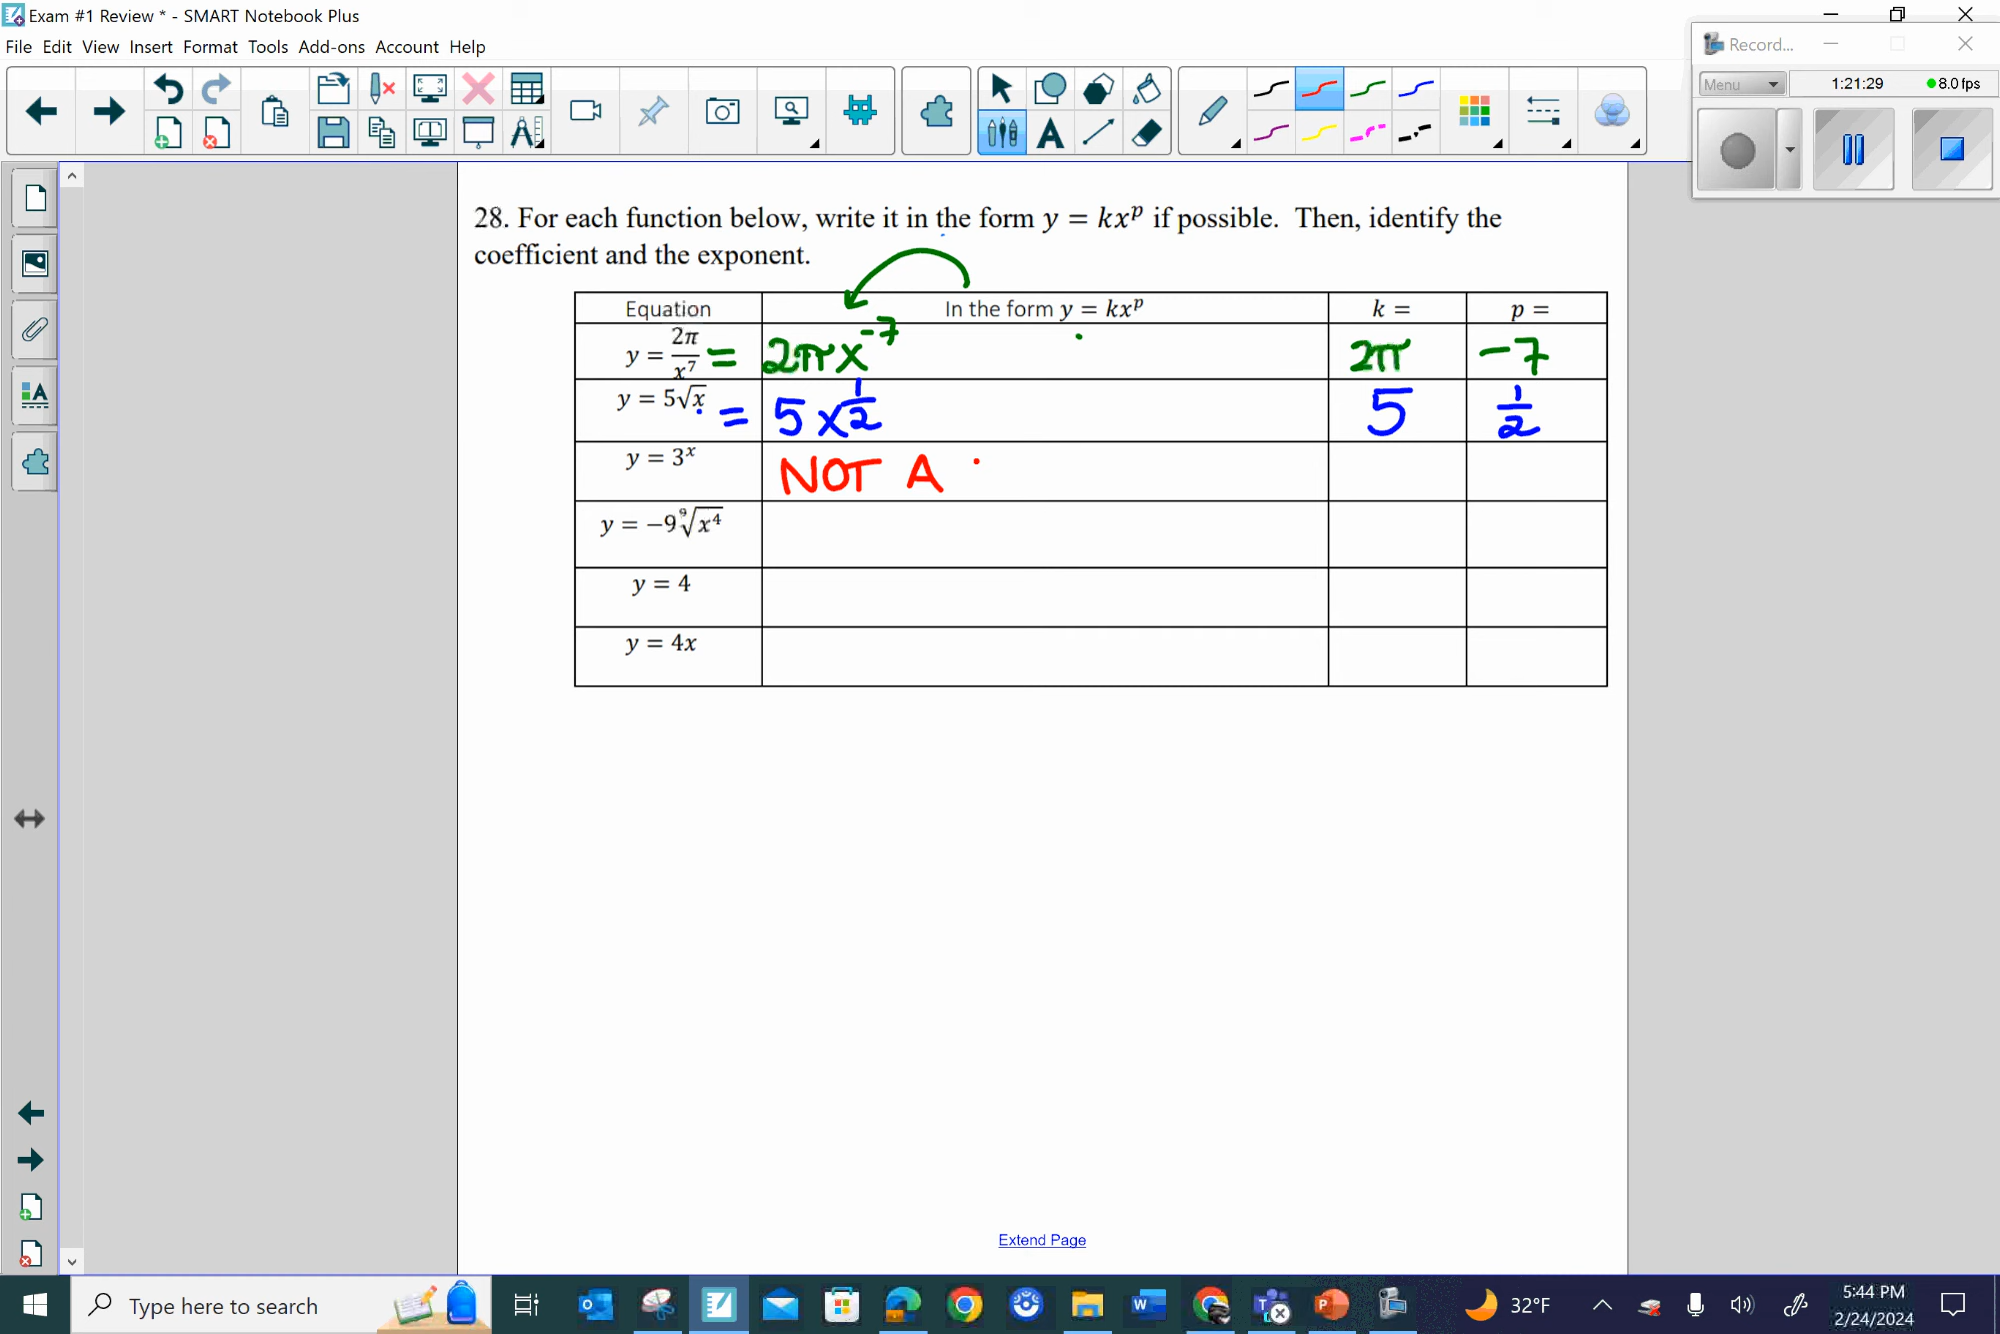 Exam #1 Review * - SMART Notebook Plus
File Edit View Insert Format Tools Add-ons Account Help
Record...
Menu 1:21:29 8.0 fps
28. For each function below, write it in the form y = kx^p if possible. Then, identify the
coefficient and the exponent.
Equation In the form y = kx^p k = p =
y = 2π/x^7 = 2πx^-7 2π -7
y = 5√x = 5x^1/2 5 1/2
y = 3^x NOT A
y = −9 ⁹√x^4
y = 4
y = 4x
Extend Page
Type here to search
32°F
5:44 PM
2/24/2024